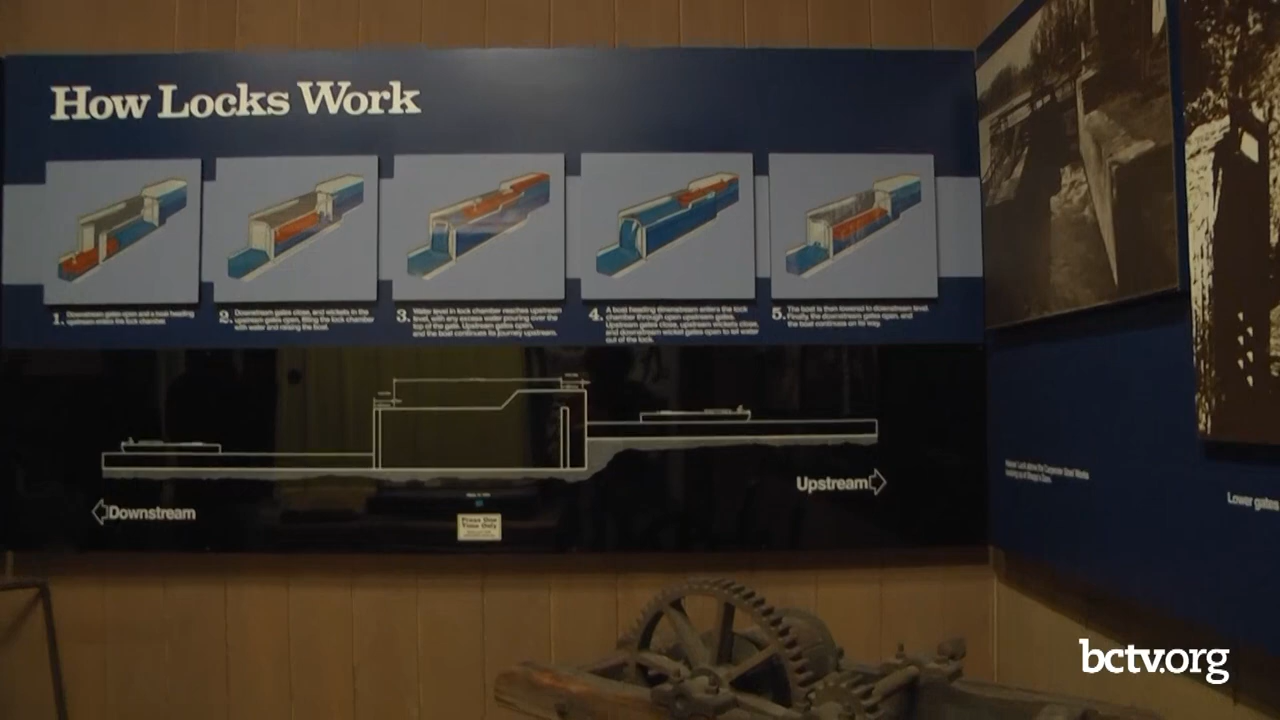 How Locks Work
1. Downstream gates open and a boat heading
upstream enters the lock chamber.
2. Downstream gates close, and wickets in the
upstream gates open, filling the lock chamber
with water and raising the boat.
3. Water level in lock chamber reaches upstream
level, with any excess water pouring over the
top of the gate. Upstream gates open,
and the boat continues its journey upstream.
4. A boat heading downstream enters the lock
chamber through open upstream gates.
Upstream gates close, upstream wickets close,
and downstream wicket gates open to let water
out of the lock.
5. The boat is then lowered to downstream level.
Finally the downstream gates open, and
the boat continues on its way.
Downstream
Upstream
Press One
Time Only
Lower gates
bctv.org